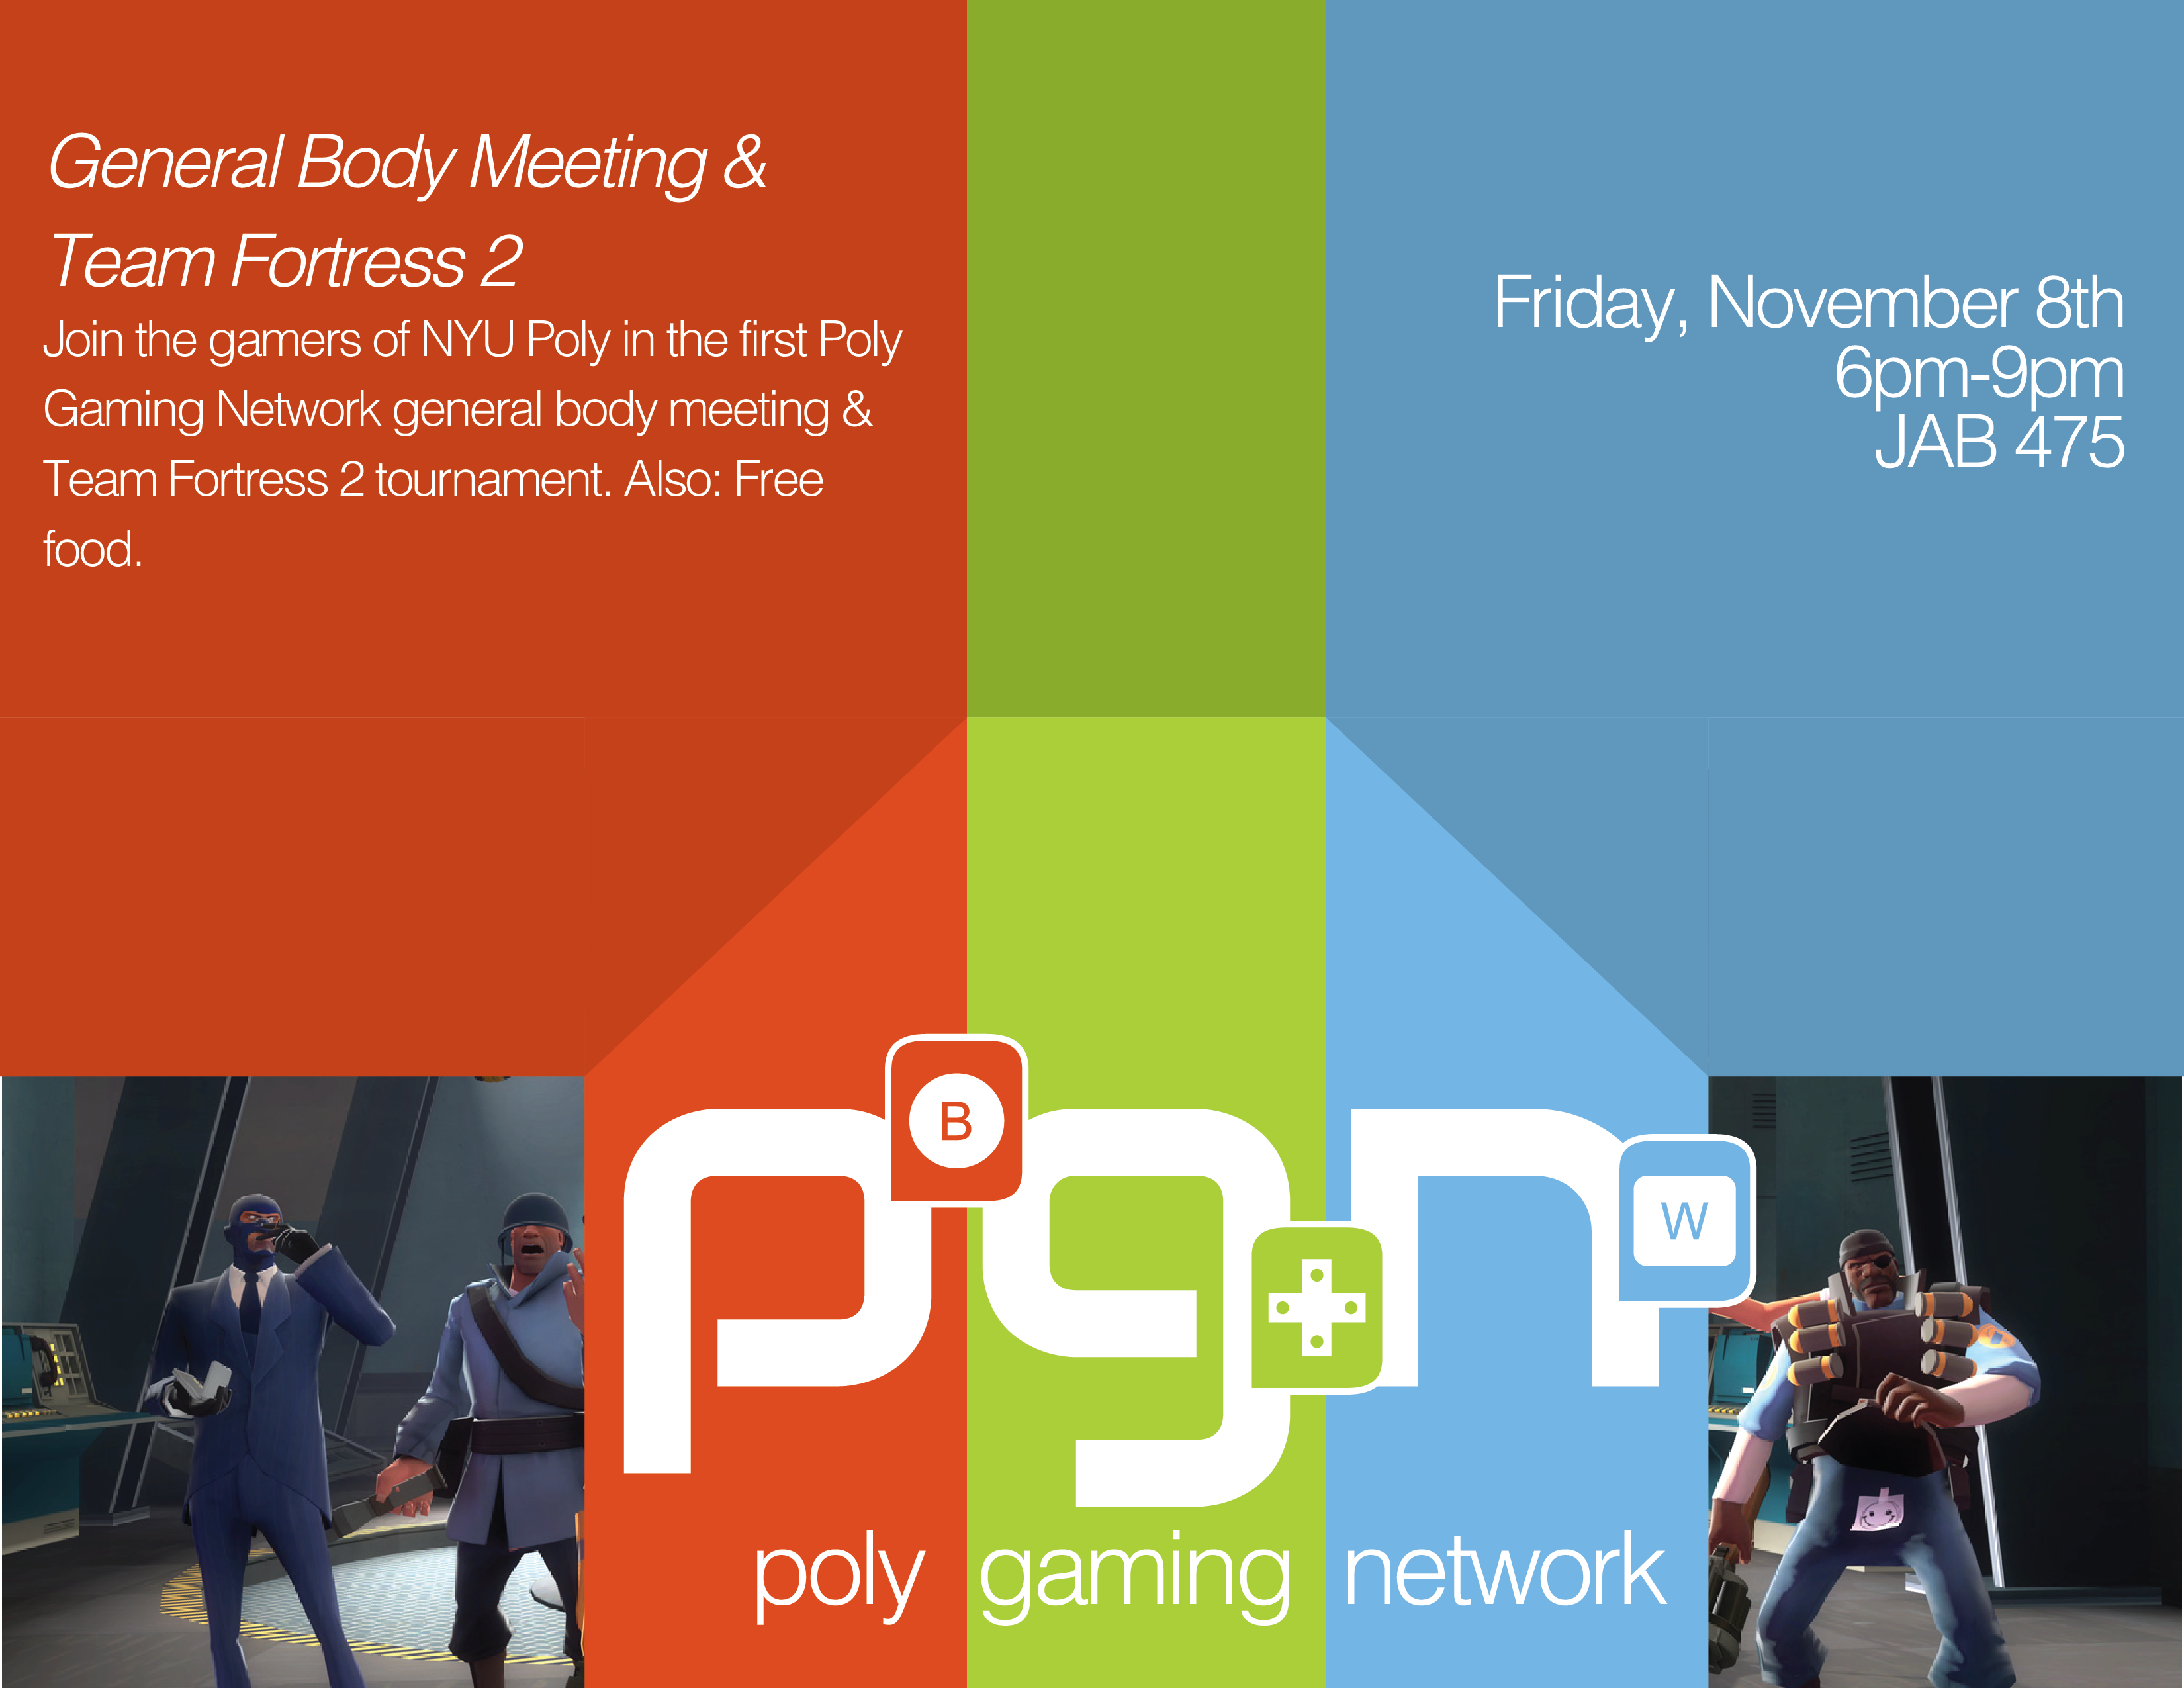 General Body Meeting &
Team Fortress 2
Join the gamers of NYU Poly in the first Poly
Gaming Network general body meeting &
Team Fortress 2 tournament. Also: Free
food.
Friday, November 8th
6pm-9pm
JAB 475
B
pgn
W
poly gaming network